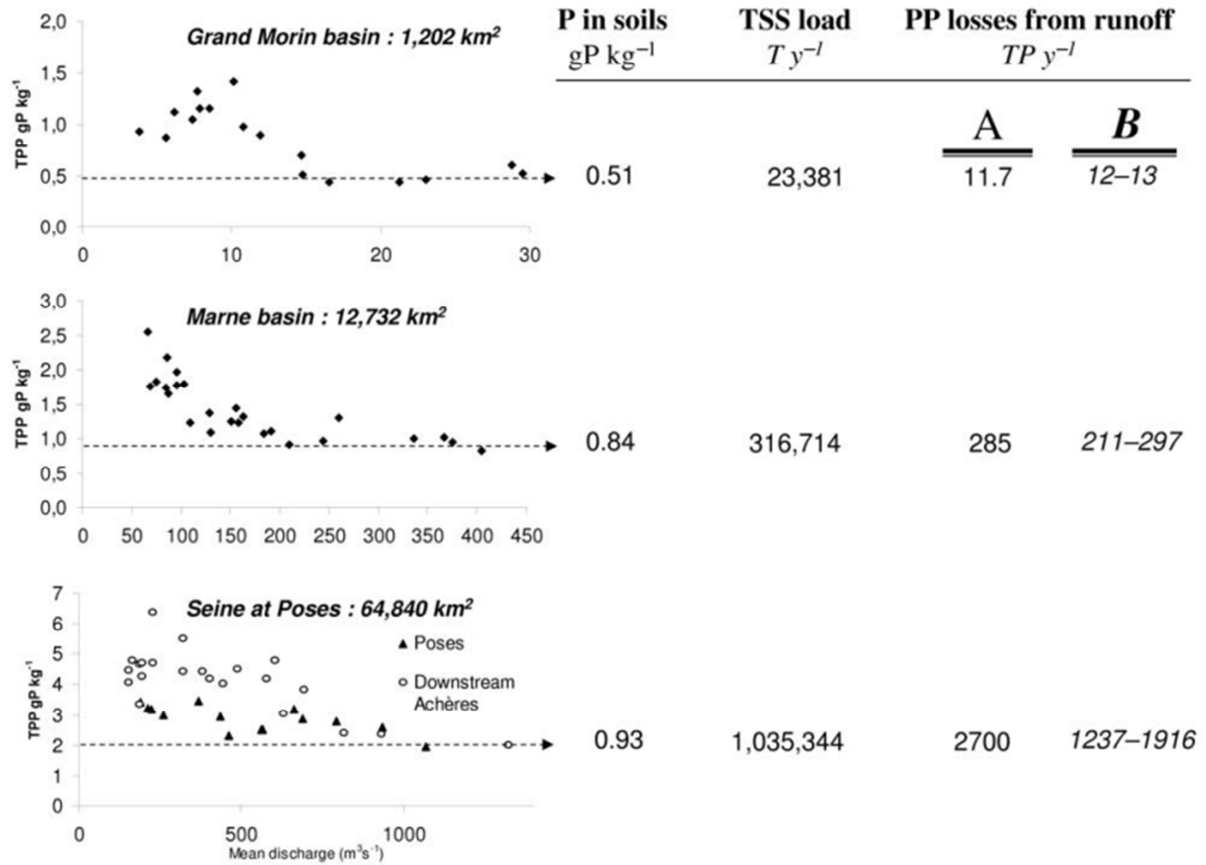 P in soils TSS load PP losses from runoff
gP kg⁻¹ T y⁻¹ TP y⁻¹
A B
Grand Morin basin : 1,202 km²
TPP gP kg⁻¹
2,0
1,5
1,0
0,5
0,0
0 10 20 30
0.51 23,381 11.7 12–13
Marne basin : 12,732 km²
TPP gP kg⁻¹
3,0
2,5
2,0
1,5
1,0
0,5
0,0
0 50 100 150 200 250 300 350 400 450
0.84 316,714 285 211–297
Seine at Poses : 64,840 km²
Poses
Downstream
Achères
TPP gP kg⁻¹
7
6
5
4
3
2
1
0
0 500 1000
Mean discharge (m³s⁻¹)
0.93 1,035,344 2700 1237–1916